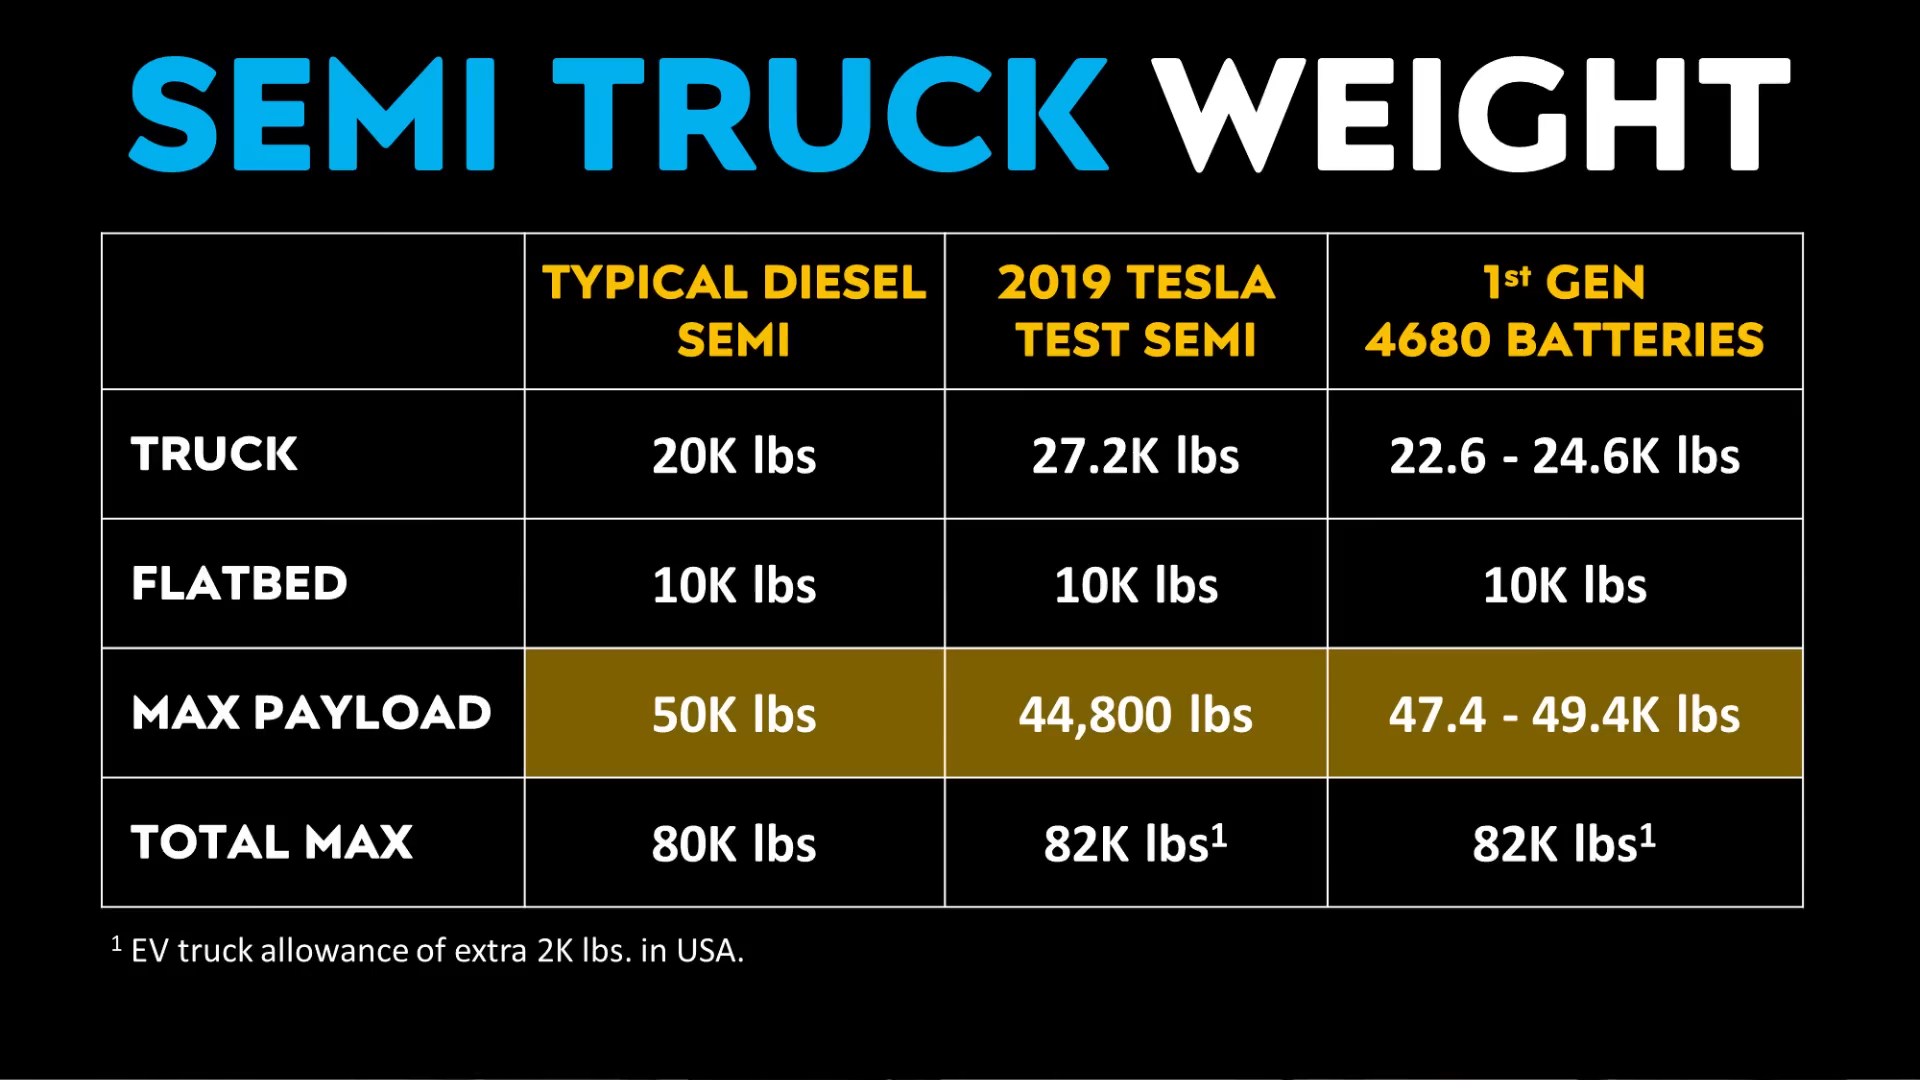 SEMI TRUCK WEIGHT
TYPICAL DIESEL SEMI
2019 TESLA TEST SEMI
1st GEN 4680 BATTERIES
TRUCK 20K lbs 27.2K lbs 22.6 - 24.6K lbs
FLATBED 10K lbs 10K lbs 10K lbs
MAX PAYLOAD 50K lbs 44,800 lbs 47.4 - 49.4K lbs
TOTAL MAX 80K lbs 82K lbs¹ 82K lbs¹
¹ EV truck allowance of extra 2K lbs. in USA.